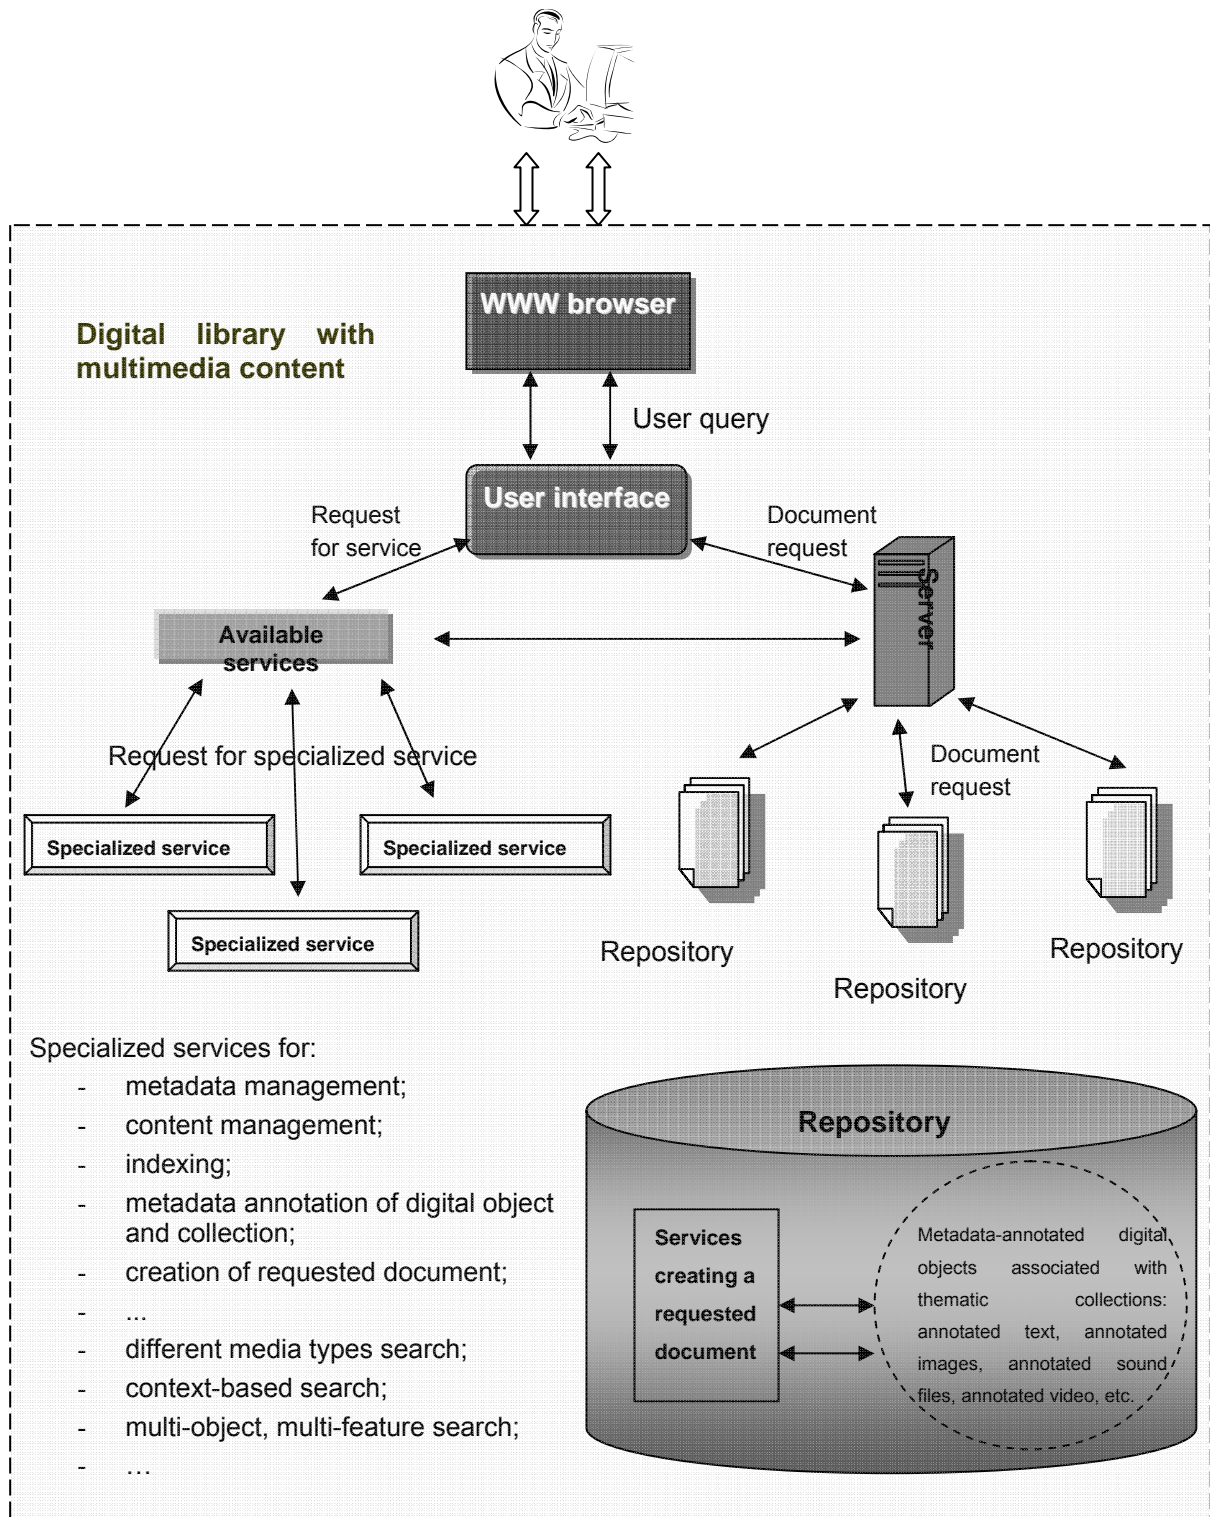 WWW browser
Digital library with
multimedia content
User query
User interface
Request
for service
Document
request
Server
Available
services
Request for specialized service
Document
request
Specialized service
Specialized service
Specialized service
Repository
Repository
Repository
Specialized services for:
- metadata management;
- content management;
- indexing;
- metadata annotation of digital object
and collection;
- creation of requested document;
- ...
- different media types search;
- context-based search;
- multi-object, multi-feature search;
- …
Repository
Services
creating a
requested
document
Metadata-annotated digital
objects associated with
thematic collections:
annotated text, annotated
images, annotated sound
files, annotated video, etc.